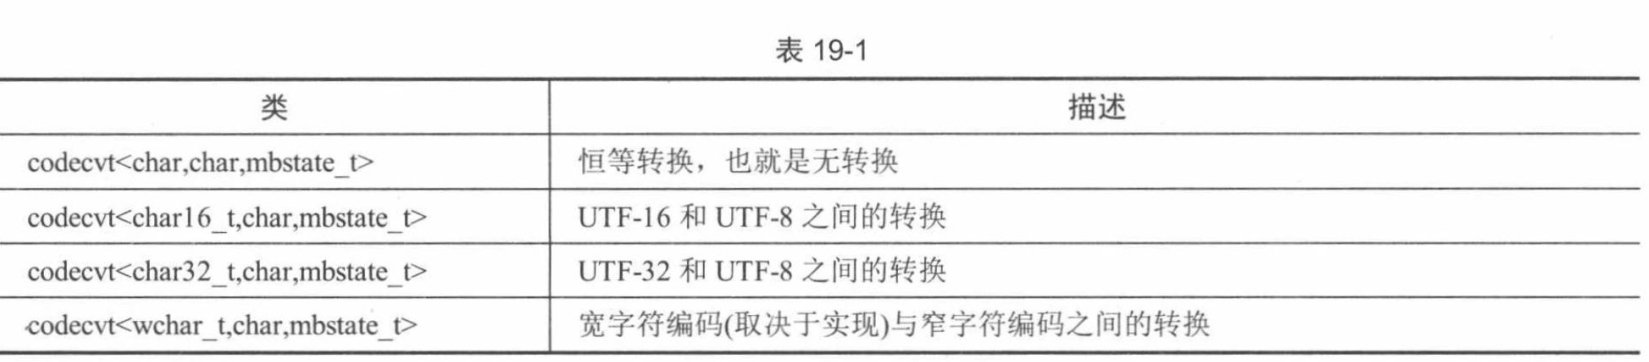 表 19-1
类 描述
codecvt<char,char,mbstate_t> 恒等转换，也就是无转换
codecvt<char16_t,char,mbstate_t> UTF-16 和 UTF-8 之间的转换
codecvt<char32_t,char,mbstate_t> UTF-32 和 UTF-8 之间的转换
codecvt<wchar_t,char,mbstate_t> 宽字符编码(取决于实现)与窄字符编码之间的转换